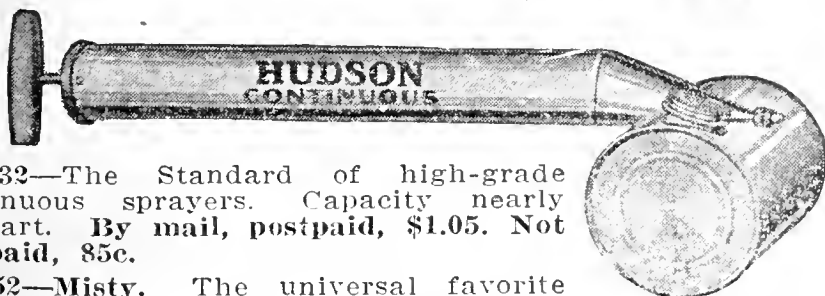 HUDSON
CONTINUOUS
32—The Standard of high-grade
nuous sprayers. Capacity nearly
art. By mail, postpaid, $1.05. Not
paid, 85c.
52—Misty. The universal favorite